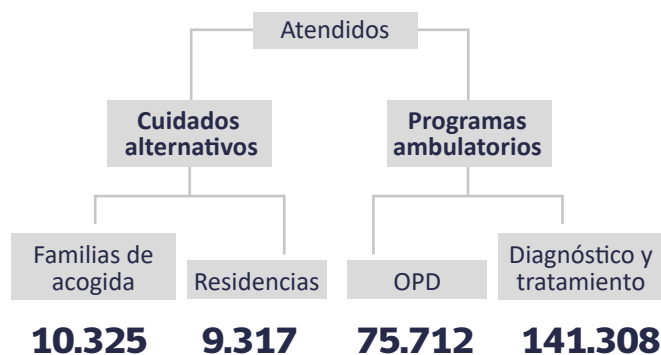 Atendidos
Cuidados
alternativos
Programas
ambulatorios
Familias de
acogida
Residencias
OPD
Diagnóstico y
tratamiento
10.325
9.317
75.712
141.308